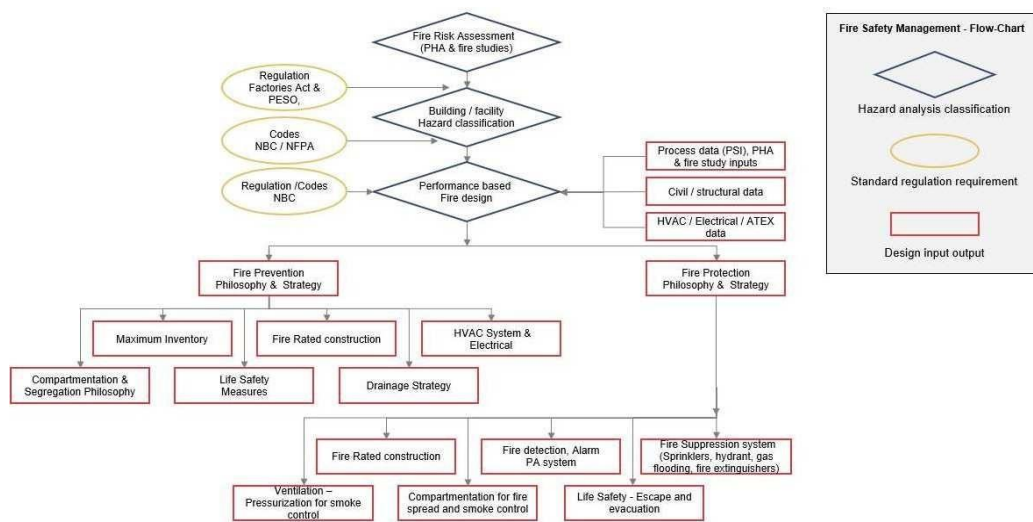 Fire Risk Assessment
(PHA & fire studies)
Regulation
Factories Act &
PESO,
Building / facility
Hazard classification
Codes
NBC / NFPA
Process data (PSI), PHA
& fire study inputs
Regulation /Codes
NBC
Performance based
Fire design
Civil / structural data
HVAC / Electrical / ATEX
data
Fire Prevention
Philosophy & Strategy
Fire Protection
Philosophy & Strategy
Maximum Inventory
Fire Rated construction
HVAC System &
Electrical
Compartmentation &
Segregation Philosophy
Life Safety
Measures
Drainage Strategy
Fire Rated construction
Fire detection, Alarm
PA system
Fire Suppression system
(Sprinklers, hydrant, gas
flooding, fire extinguishers)
Ventilation –
Pressurization for smoke
control
Compartmentation for fire
spread and smoke control
Life Safety - Escape and
evacuation
Fire Safety Management - Flow-Chart
Hazard analysis classification
Standard regulation requirement
Design input output